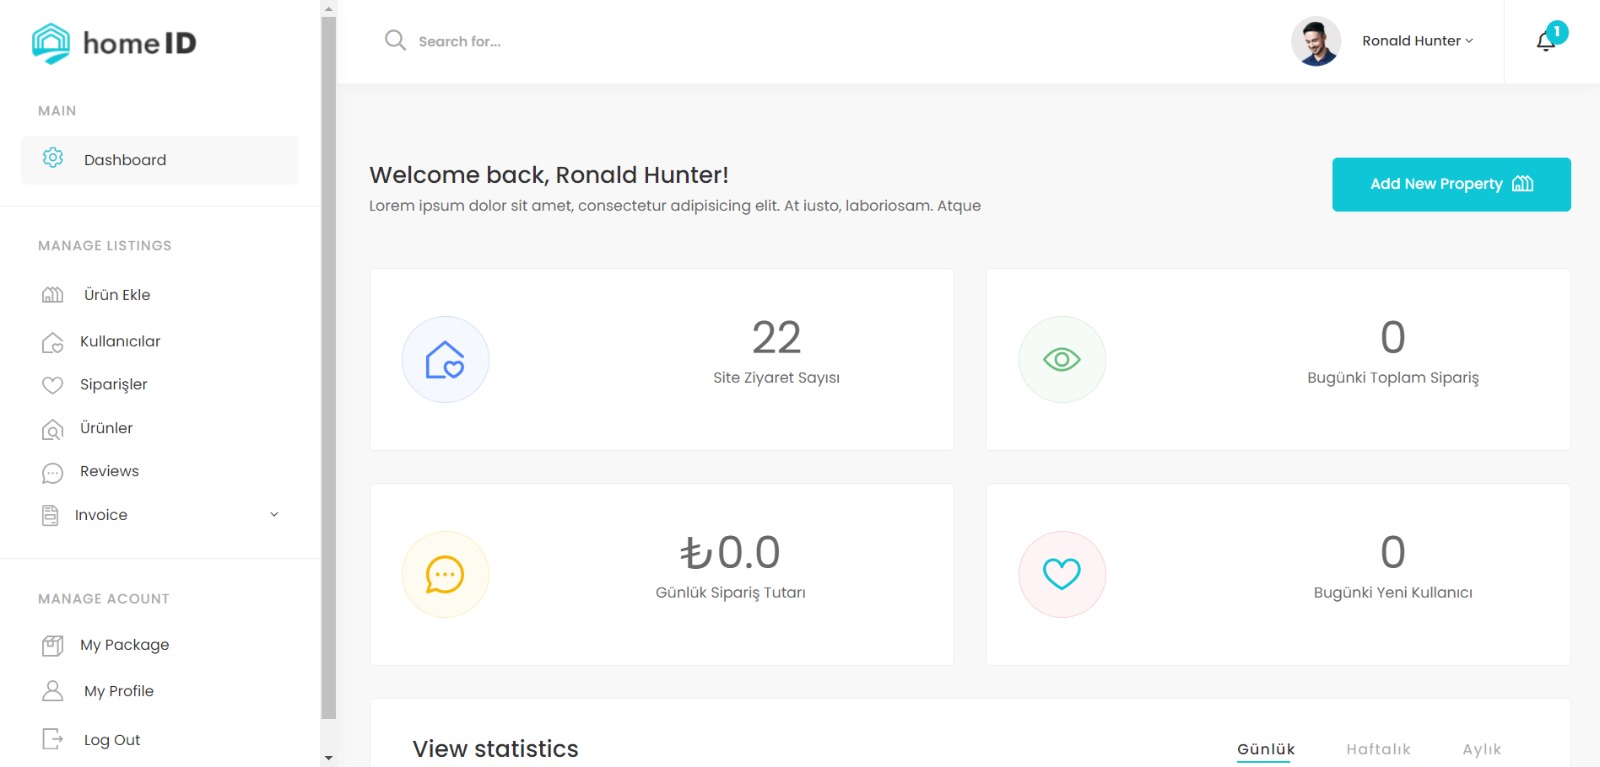 homeID
Search for...
Ronald Hunter
1
MAIN
Dashboard
MANAGE LISTINGS
Ürün Ekle
Kullanıcılar
Siparişler
Ürünler
Reviews
Invoice
MANAGE ACOUNT
My Package
My Profile
Log Out
Welcome back, Ronald Hunter!
Lorem ipsum dolor sit amet, consectetur adipisicing elit. At iusto, laboriosam. Atque
Add New Property
22
Site Ziyaret Sayısı
0
Bugünki Toplam Sipariş
₺0.0
Günlük Sipariş Tutarı
0
Bugünki Yeni Kullanıcı
View statistics
Günlük
Haftalık
Aylık